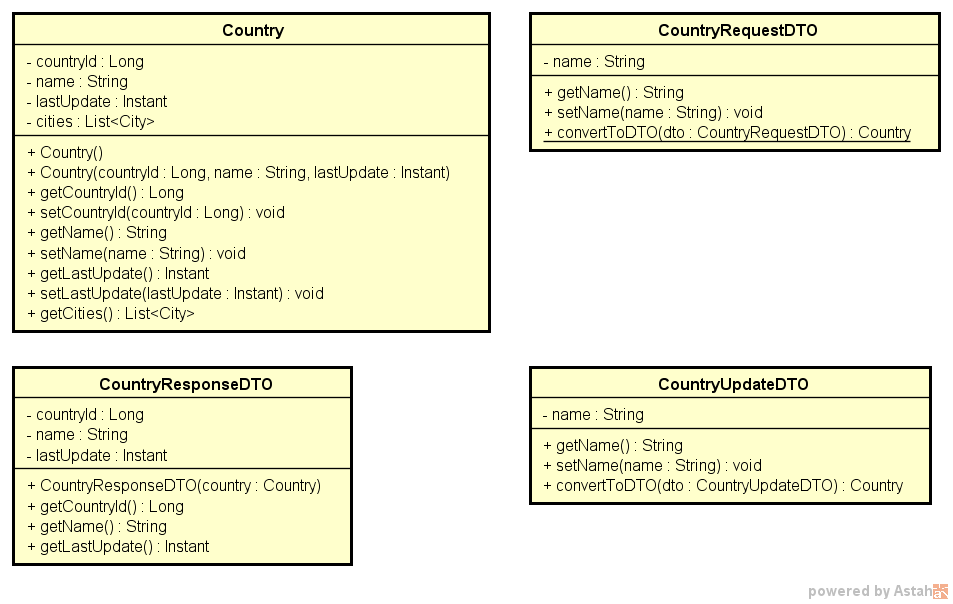 Country
- countryId : Long
- name : String
- lastUpdate : Instant
- cities : List<City>
+ Country()
+ Country(countryId : Long, name : String, lastUpdate : Instant)
+ getCountryId() : Long
+ setCountryId(countryId : Long) : void
+ getName() : String
+ setName(name : String) : void
+ getLastUpdate() : Instant
+ setLastUpdate(lastUpdate : Instant) : void
+ getCities() : List<City>
CountryRequestDTO
- name : String
+ getName() : String
+ setName(name : String) : void
+ convertToDTO(dto : CountryRequestDTO) : Country
CountryResponseDTO
- countryId : Long
- name : String
- lastUpdate : Instant
+ CountryResponseDTO(country : Country)
+ getCountryId() : Long
+ getName() : String
+ getLastUpdate() : Instant
CountryUpdateDTO
- name : String
+ getName() : String
+ setName(name : String) : void
+ convertToDTO(dto : CountryUpdateDTO) : Country
powered by Astah